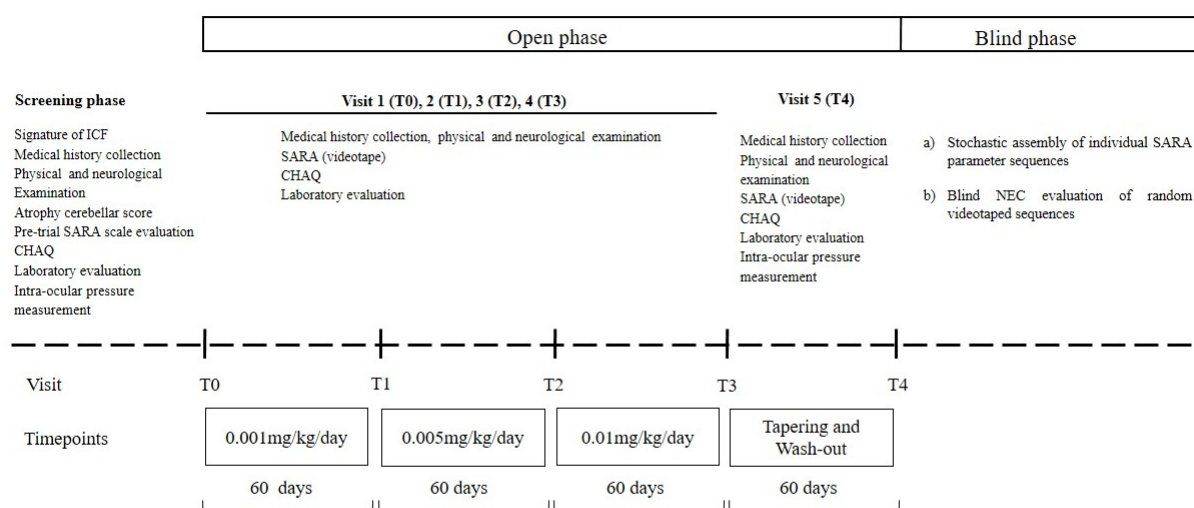 Open phase
Blind phase
Screening phase
Signature of ICF
Medical history collection
Physical and neurological
Examination
Atrophy cerebellar score
Pre-trial SARA scale evaluation
CHAQ
Laboratory evaluation
Intra-ocular pressure
measurement
Visit 1 (T0), 2 (T1), 3 (T2), 4 (T3)
Medical history collection, physical and neurological examination
SARA (videotape)
CHAQ
Laboratory evaluation
Visit 5 (T4)
Medical history collection
Physical and neurological
examination
SARA (videotape)
CHAQ
Laboratory evaluation
Intra-ocular pressure
measurement
a) Stochastic assembly of individual SARA
parameter sequences
b) Blind NEC evaluation of random
videotaped sequences
Visit
T0
T1
T2
T3
T4
Timepoints
0.001mg/kg/day
0.005mg/kg/day
0.01mg/kg/day
Tapering and
Wash-out
60 days
60 days
60 days
60 days